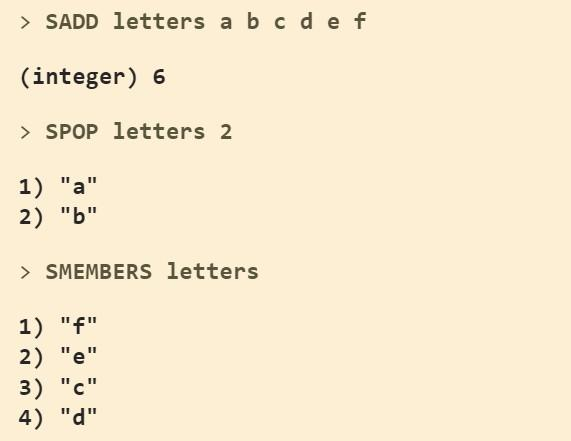 > SADD letters a b c d e f
(integer) 6
> SPOP letters 2
1) "a"
2) "b"
> SMEMBERS letters
1) "f"
2) "e"
3) "c"
4) "d"